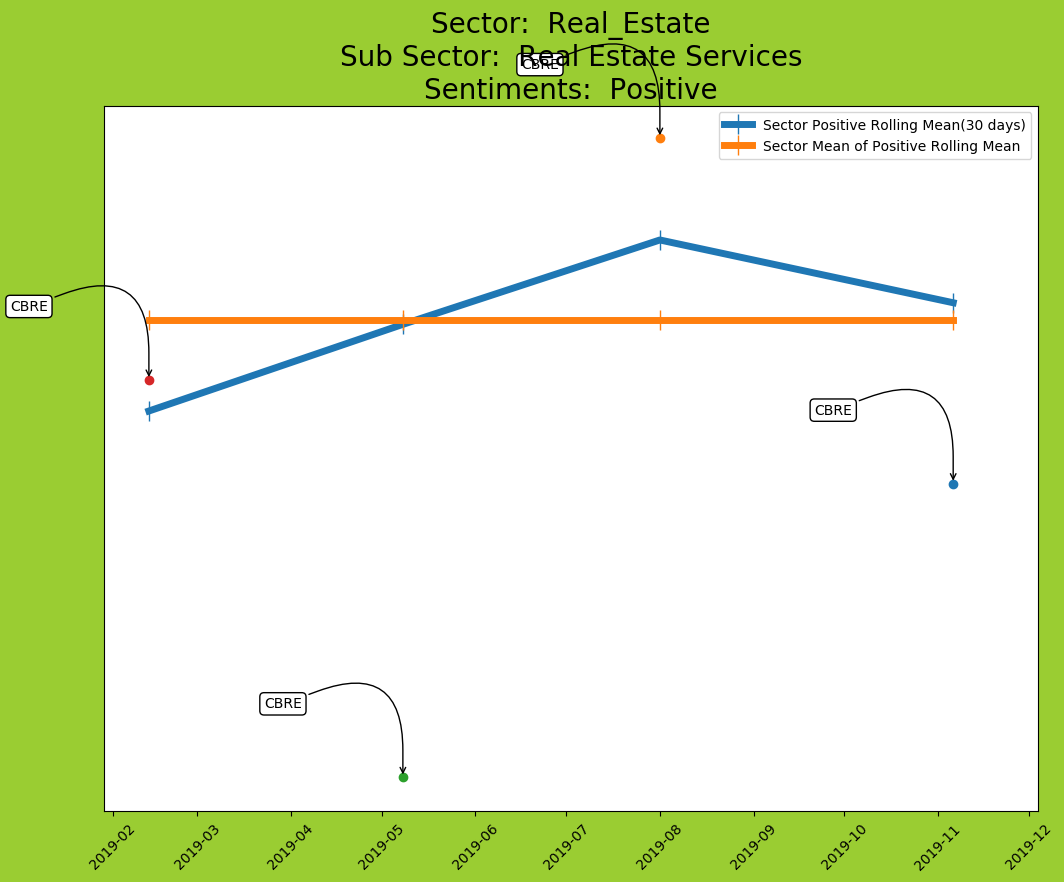 Sector:  Real_Estate
Sub Sector:  Real Estate Services
CBRE
Sentiments:  Positive
Sector Positive Rolling Mean(30 days)
Sector Mean of Positive Rolling Mean
CBRE
CBRE
CBRE
2019-02
2019-03
2019-04
2019-05
2019-06
2019-07
2019-08
2019-09
2019-10
2019-11
2019-12